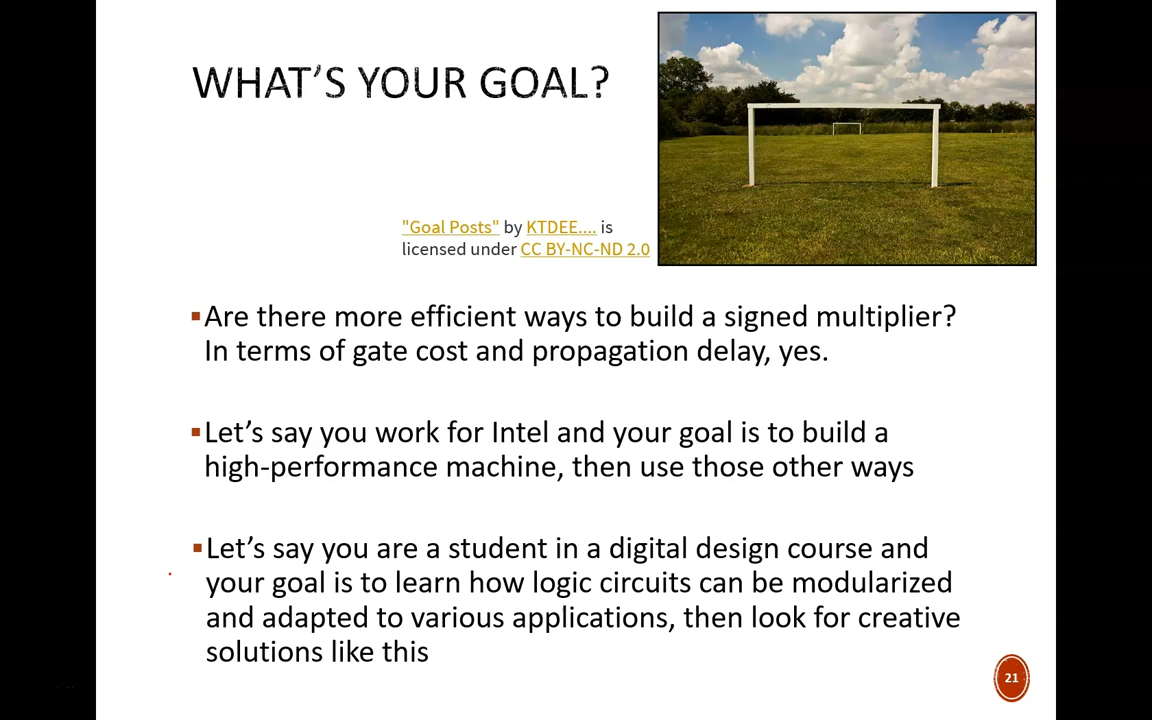 WHAT'S YOUR GOAL?
"Goal Posts" by KTDEE.... is
licensed under CC BY-NC-ND 2.0
▪Are there more efficient ways to build a signed multiplier?
In terms of gate cost and propagation delay, yes.
▪Let's say you work for Intel and your goal is to build a
high-performance machine, then use those other ways
▪Let's say you are a student in a digital design course and
your goal is to learn how logic circuits can be modularized
and adapted to various applications, then look for creative
solutions like this
21